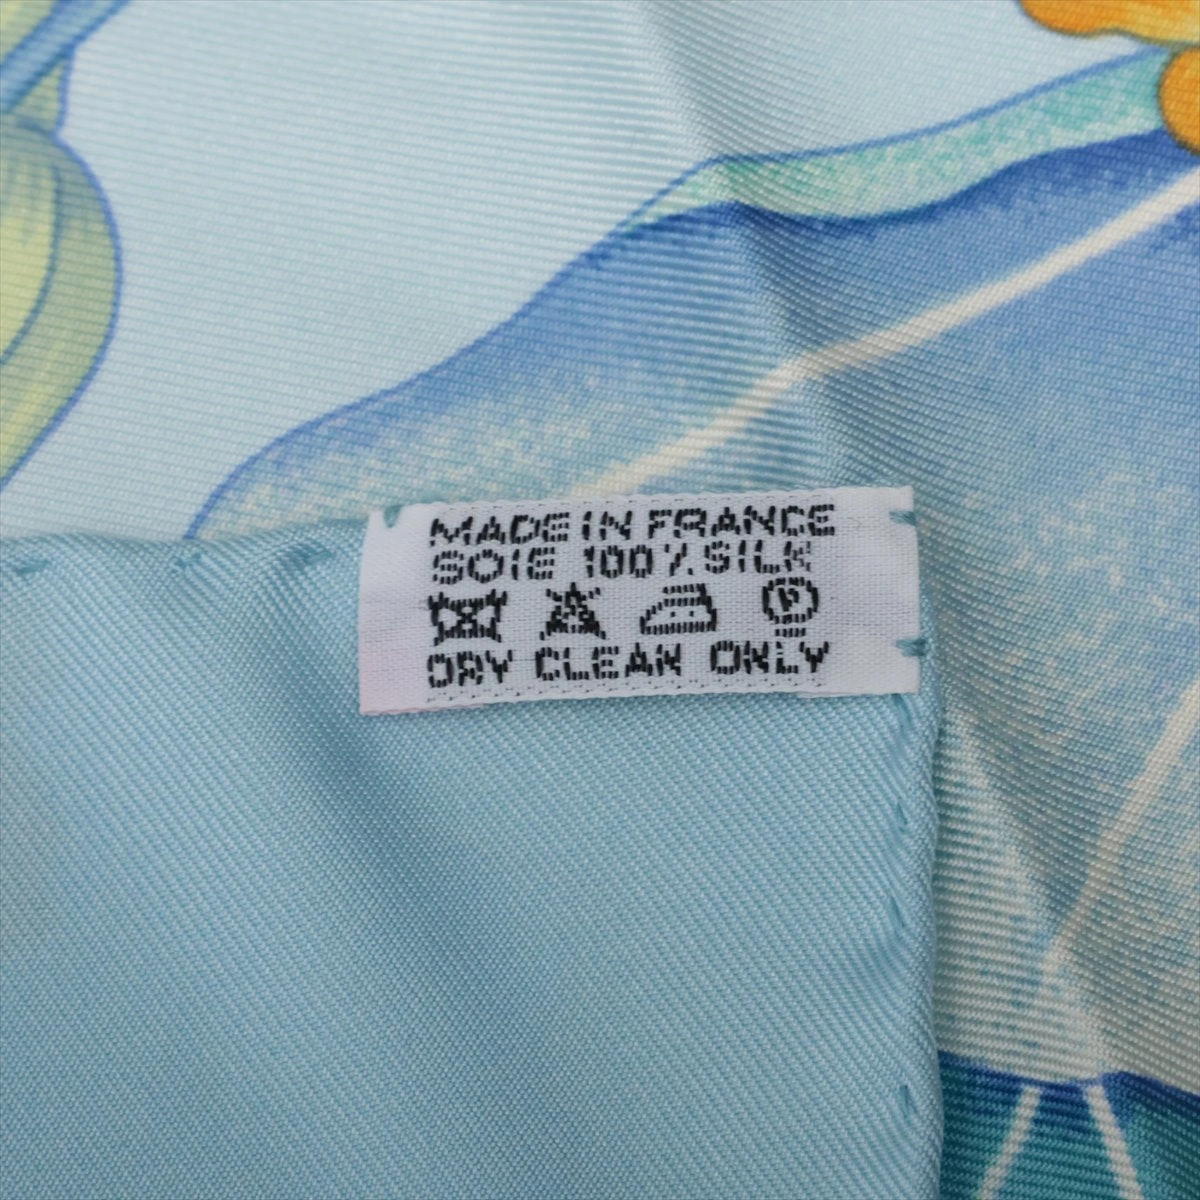 MADE IN FRANCE
SOIE 100% SILK
P
DRY CLEAN ONLY